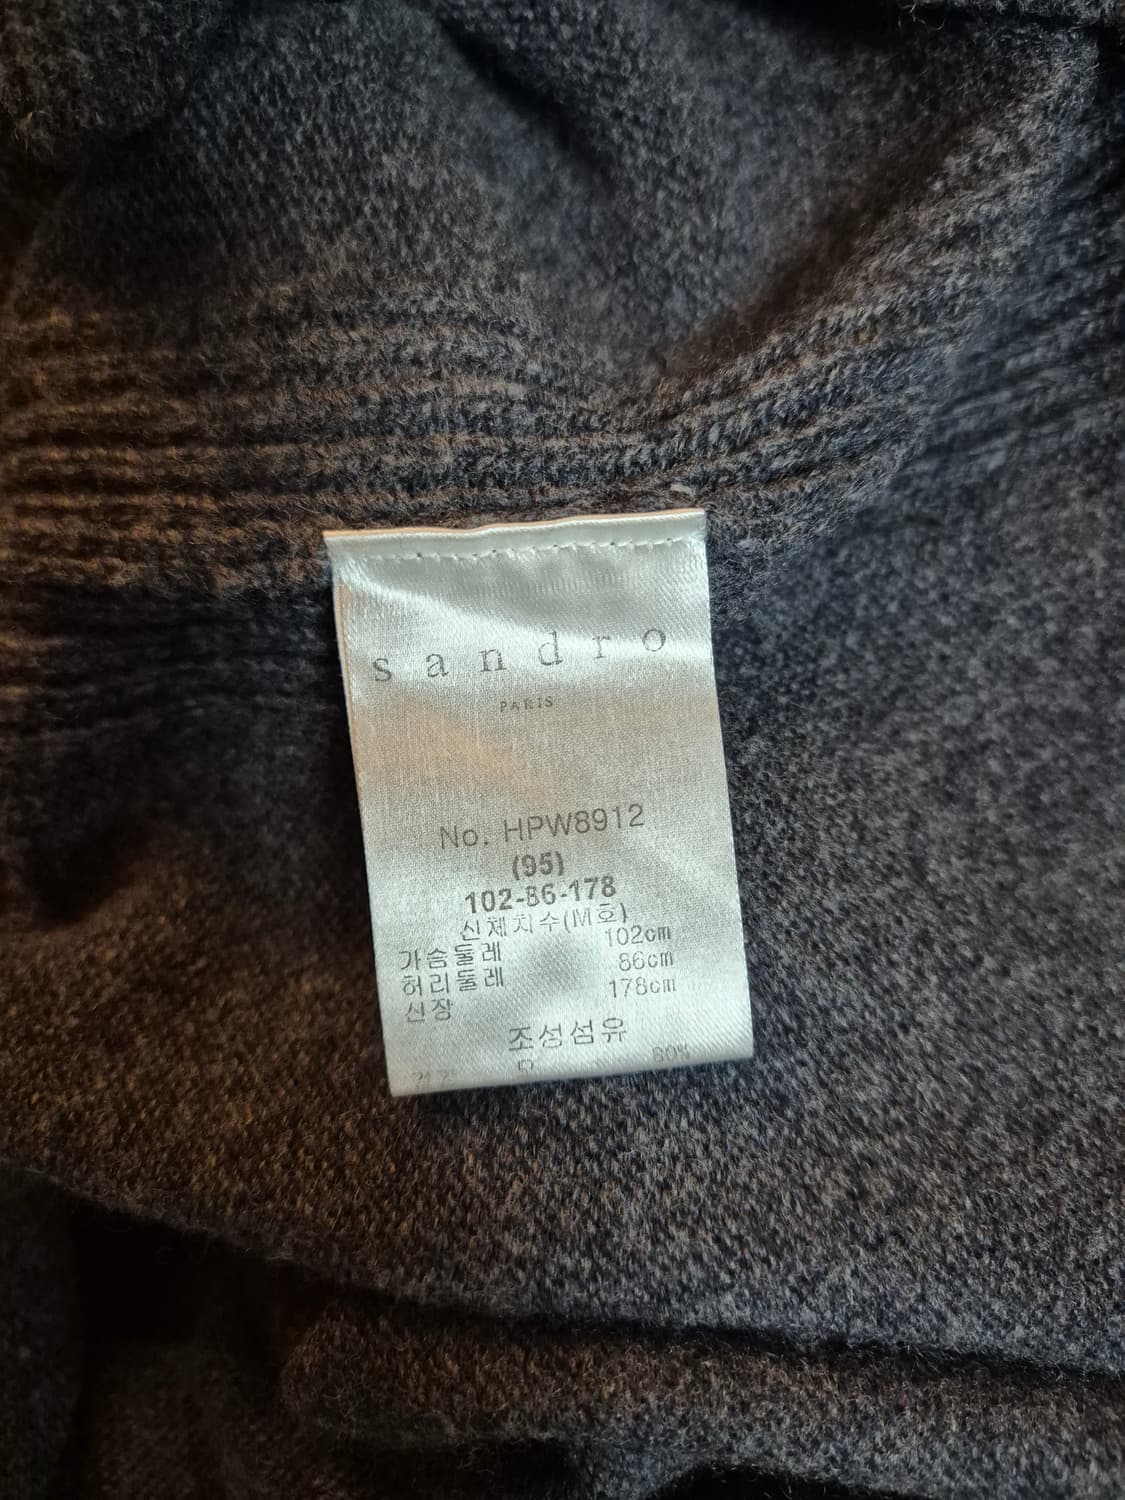 sandro
PARIS
No. HPW8912
(95)
102-86-178
신체치수(M호)
가슴둘레 102cm
허리둘레 86cm
신장 178cm
조성섬유